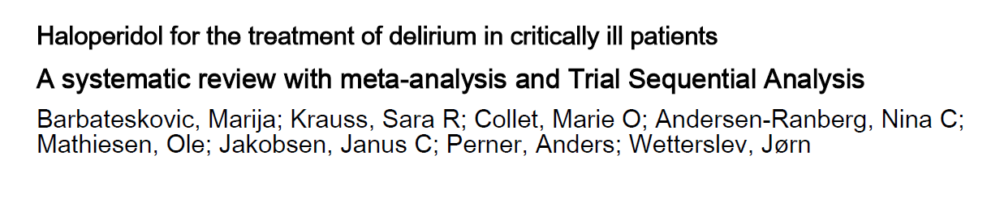 Haloperidol for the treatment of delirium in critically ill patients
A systematic review with meta-analysis and Trial Sequential Analysis
Barbateskovic, Marija; Krauss, Sara R; Collet, Marie O; Andersen-Ranberg, Nina C;
Mathiesen, Ole; Jakobsen, Janus C; Perner, Anders; Wetterslev, Jørn